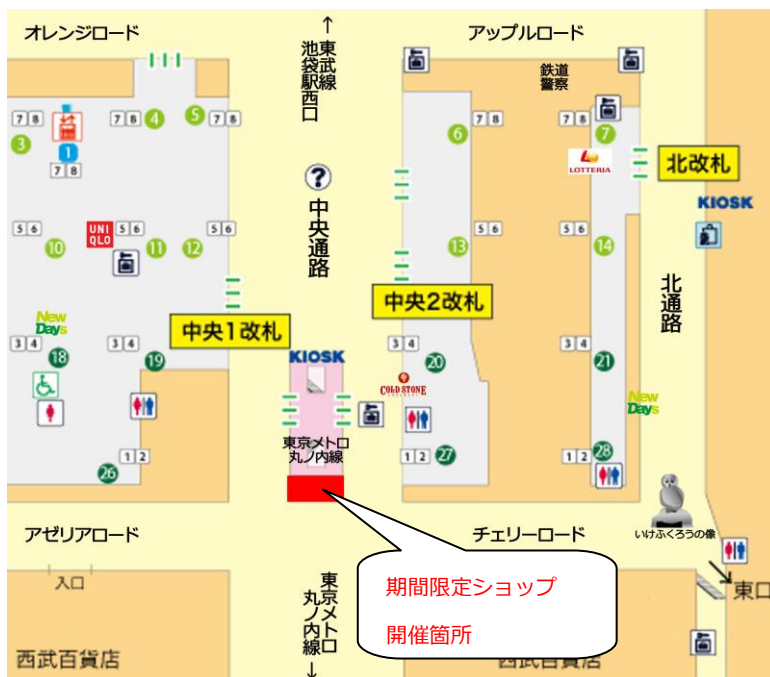 オレンジロード
↑
東武線
池袋駅西口
アップルロード
鉄道
警察
7 8
7 8
4
5
7 8
6
7 8
7 8
7
3
1
7 8
LOTTERIA
北改札
?
中央通路
KIOSK
5 6
UNI
QLO
5 6
5 6
5 6
5 6
10
11
12
13
14
北通路
中央1改札
中央2改札
New
Days
3 4
3 4
18
19
KIOSK
3 4
20
3 4
21
COLD STONE
New
Days
東京メトロ
丸ノ内線
1 2
26
1 2
27
1 2
28
いけふくろうの像
アゼリアロード
チェリーロード
入口
東京メトロ
丸ノ内線
↓
期間限定ショップ
開催箇所
東口
西武百貨店
西武百貨店